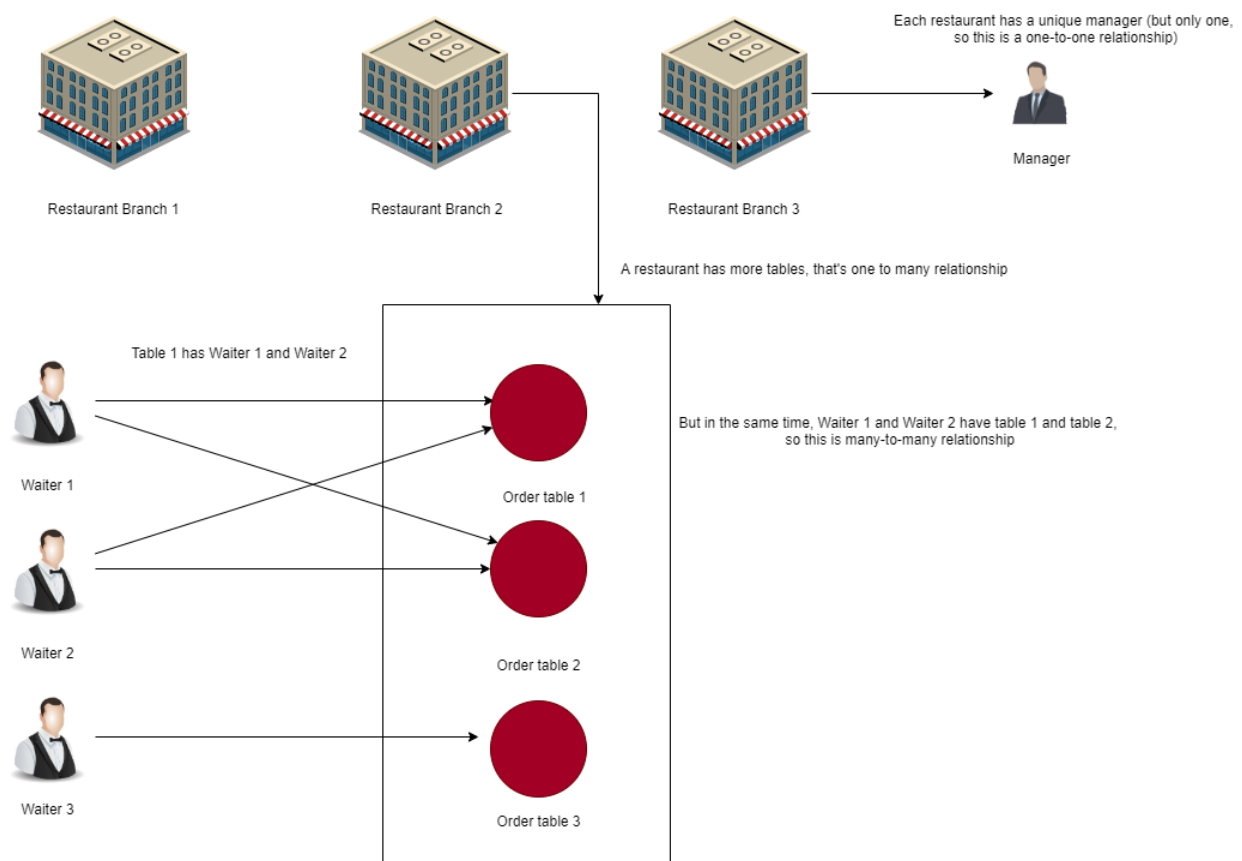 Each restaurant has a unique manager (but only one,
so this is a one-to-one relationship)
Manager
Restaurant Branch 1
Restaurant Branch 2
Restaurant Branch 3
A restaurant has more tables, that's one to many relationship
Table 1 has Waiter 1 and Waiter 2
But in the same time, Waiter 1 and Waiter 2 have table 1 and table 2,
so this is many-to-many relationship
Waiter 1
Order table 1
Waiter 2
Order table 2
Waiter 3
Order table 3